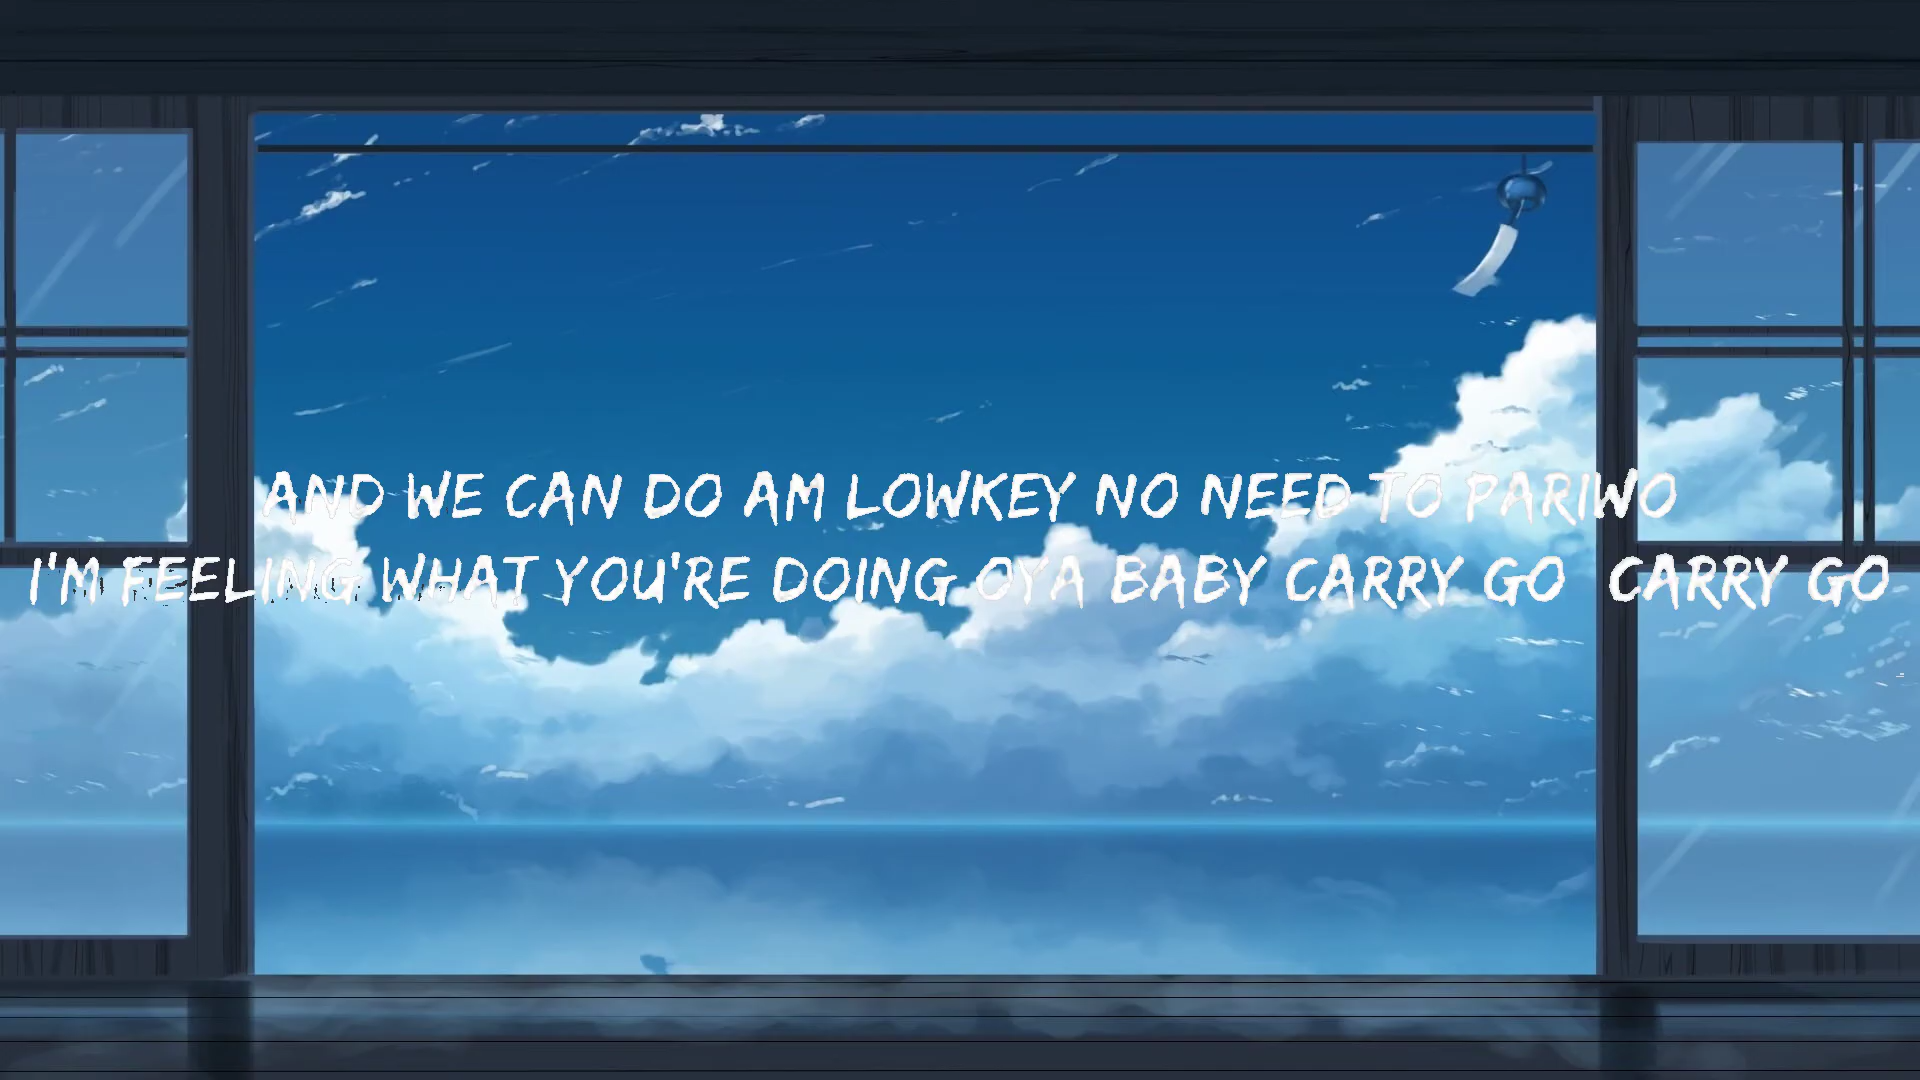 AND WE CAN DO AM LOWKEY NO NEED TO PARIWO
I'M FEELING WHAT YOU'RE DOING OYA BABY CARRY GO  CARRY GO